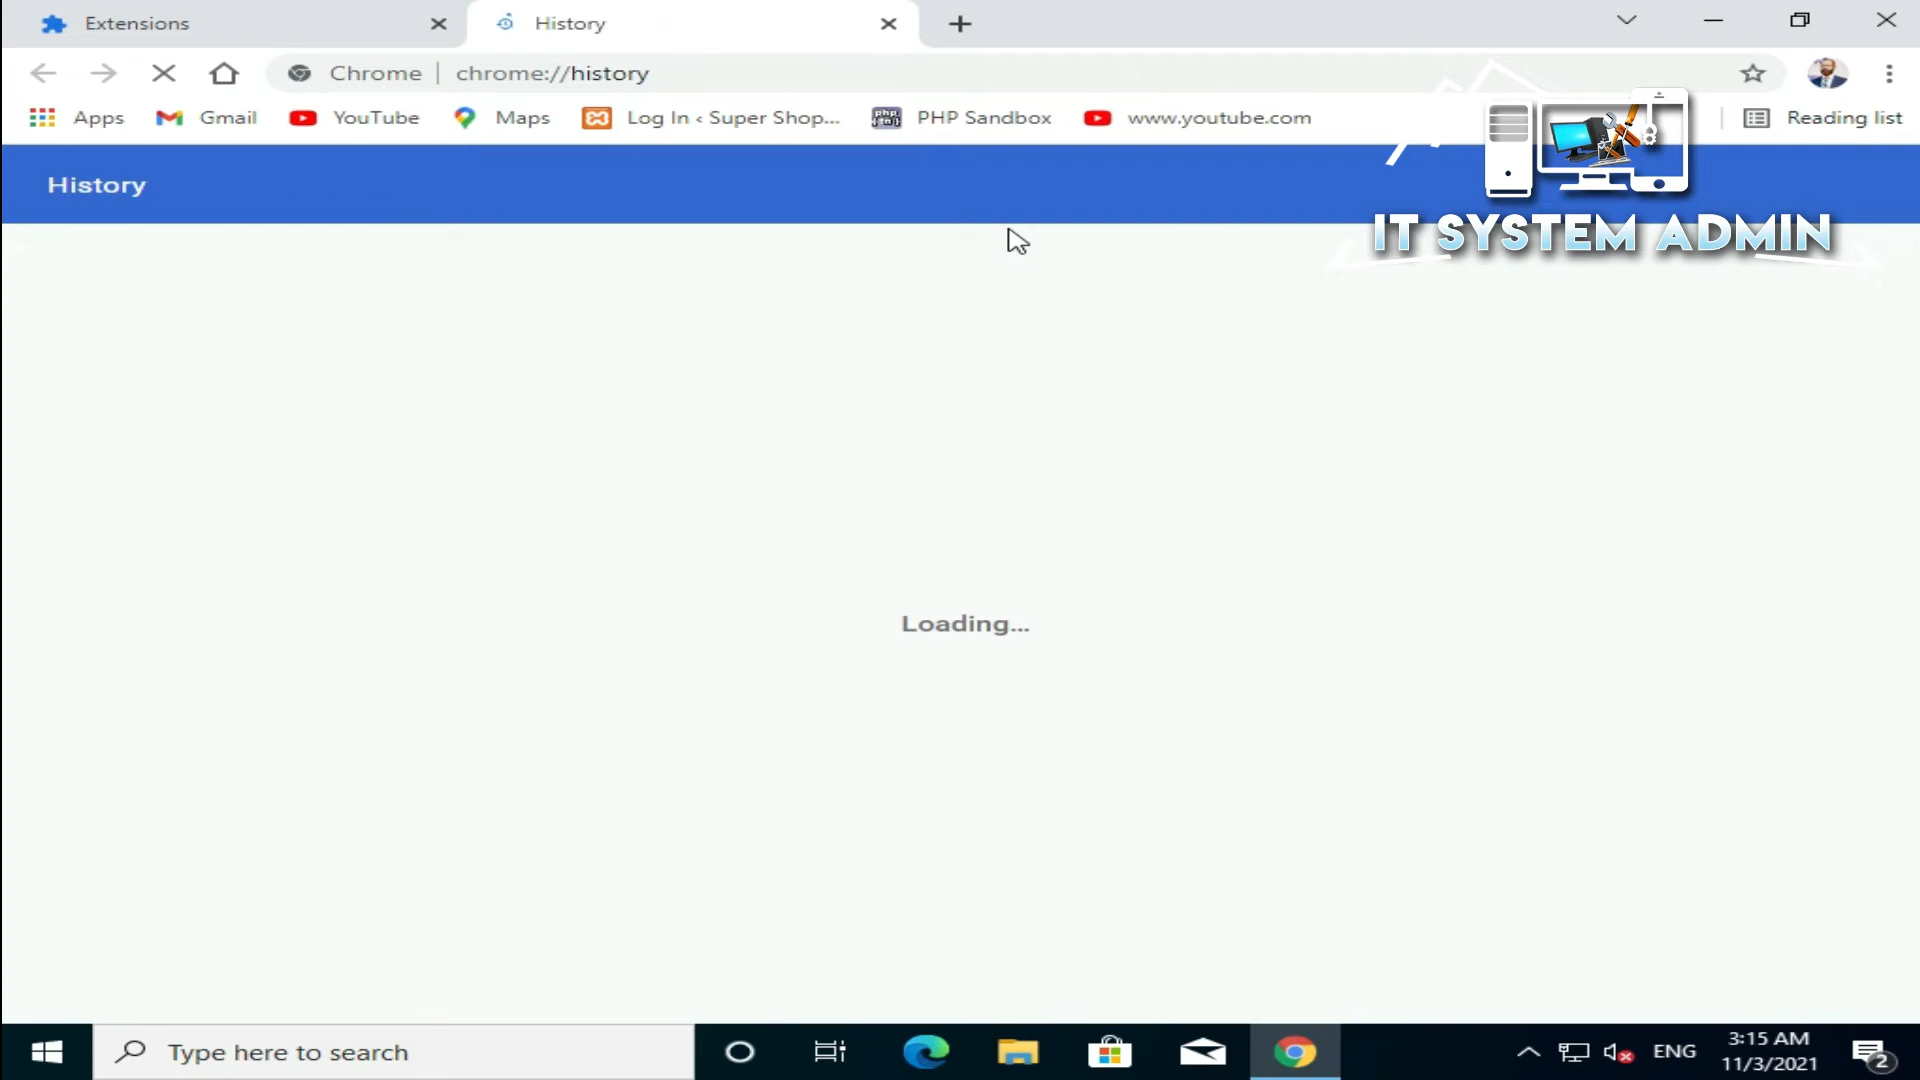 Extensions
History
Chrome | chrome://history
Apps
Gmail
YouTube
Maps
Log In ‹ Super Shop...
PHP Sandbox
www.youtube.com
Reading list
History
IT SYSTEM ADMIN
Loading...
Type here to search
ENG
3:15 AM
11/3/2021
2